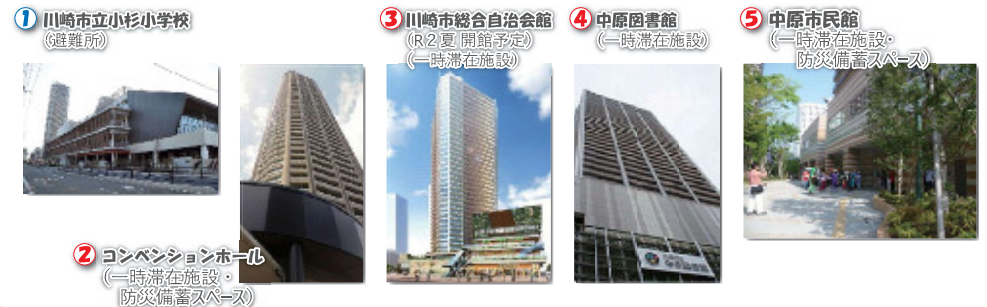 ① 川崎市立小杉小学校
（避難所）
② コンベンションホール
（一時滞在施設・
防災備蓄スペース）
③ 川崎市総合自治会館
（R２夏 開館予定）
（一時滞在施設）
④ 中原図書館
（一時滞在施設）
⑤ 中原市民館
（一時滞在施設・
防災備蓄スペース）